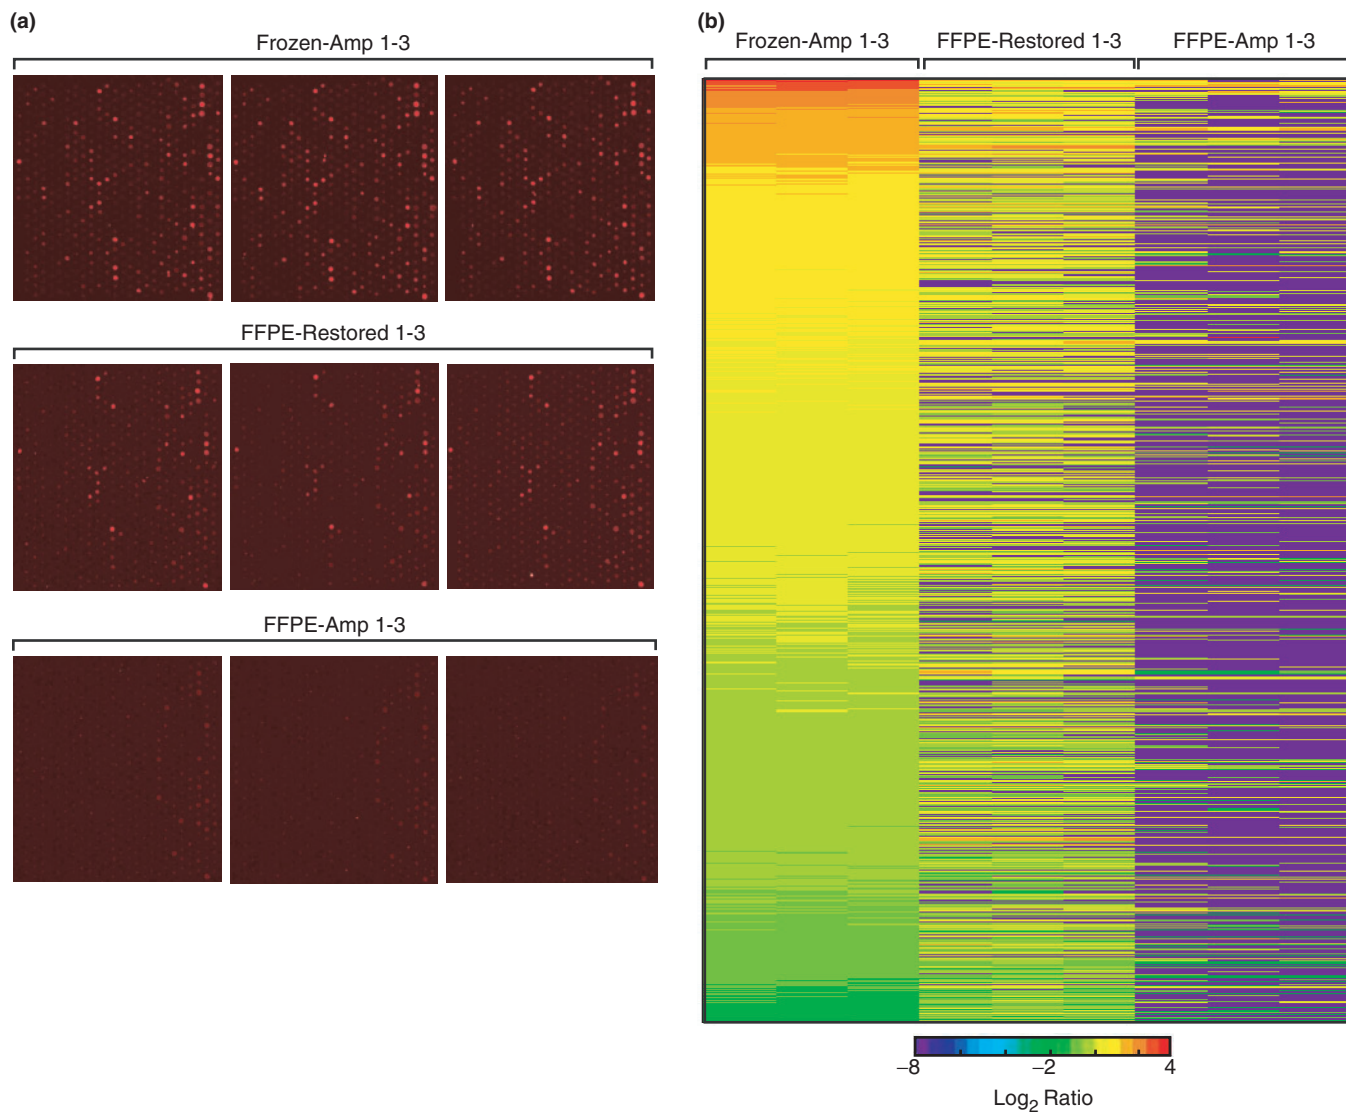 (a)
Frozen-Amp 1-3
FFPE-Restored 1-3
FFPE-Amp 1-3
(b)
Frozen-Amp 1-3 FFPE-Restored 1-3 FFPE-Amp 1-3
–8 –2 4
Log2 Ratio